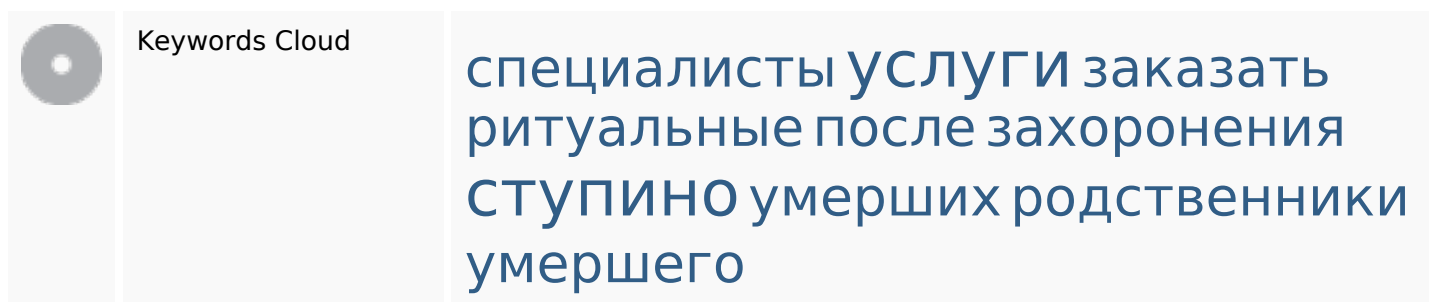 Keywords Cloud
специалисты услуги заказать
ритуальные после захоронения
ступино умерших родственники
умершего